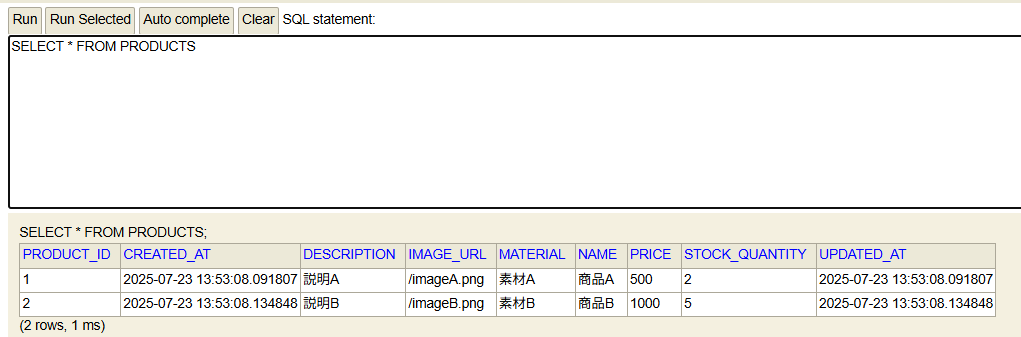 Run Run Selected Auto complete Clear SQL statement:
SELECT * FROM PRODUCTS
SELECT * FROM PRODUCTS;
PRODUCT_ID CREATED_AT DESCRIPTION IMAGE_URL MATERIAL NAME PRICE STOCK_QUANTITY UPDATED_AT
1 2025-07-23 13:53:08.091807 説明A /imageA.png 素材A 商品A 500 2 2025-07-23 13:53:08.091807
2 2025-07-23 13:53:08.134848 説明B /imageB.png 素材B 商品B 1000 5 2025-07-23 13:53:08.134848
(2 rows, 1 ms)